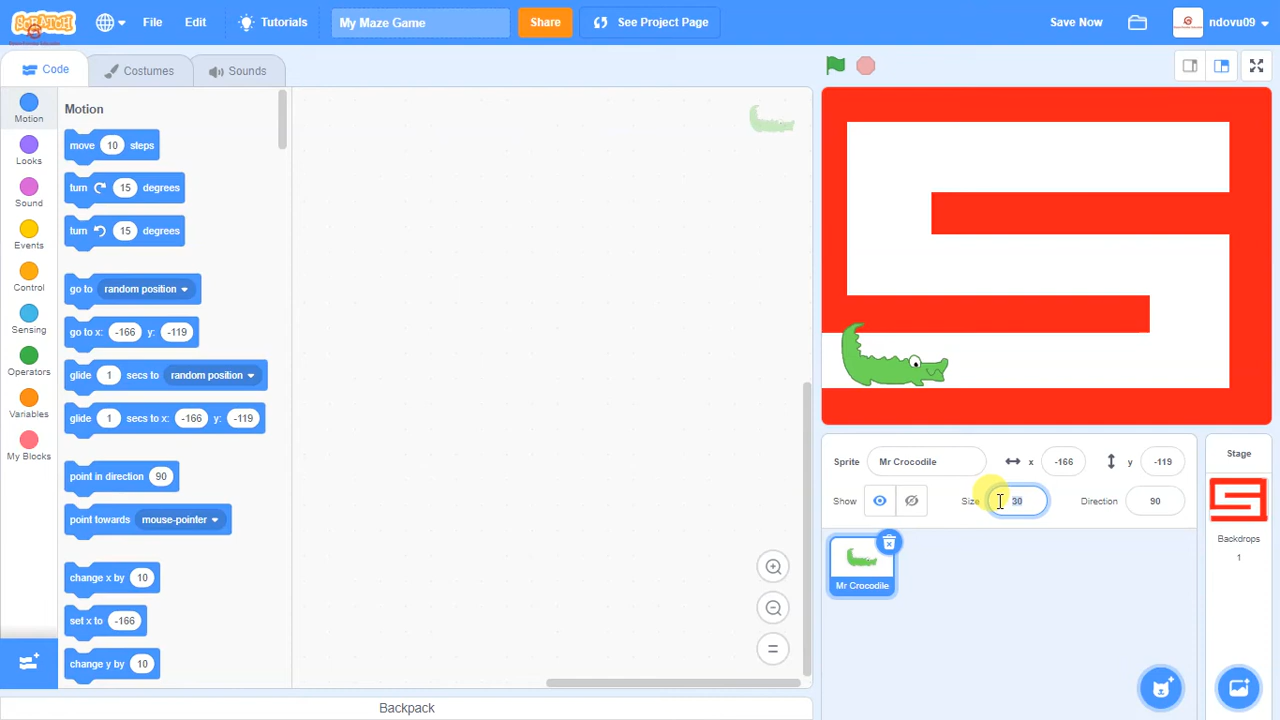 SCRATCH
File
Edit
Tutorials
My Maze Game
Share
See Project Page
Save Now
ndovu09
Code
Costumes
Sounds
Motion
Looks
Sound
Events
Control
Sensing
Operators
Variables
My Blocks
Motion
move 10 steps
turn 15 degrees
turn 15 degrees
go to random position
go to x: -166 y: -119
glide 1 secs to random position
glide 1 secs to x: -166 y: -119
point in direction 90
point towards mouse-pointer
change x by 10
set x to -166
change y by 10
Backpack
Sprite Mr Crocodile x -166 y -119
Show Size 30 Direction 90
Mr Crocodile
Stage
Backdrops
1